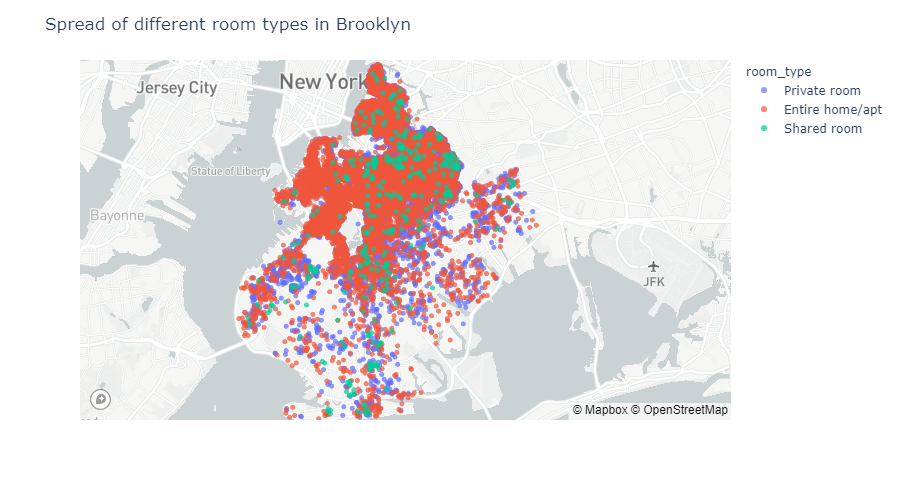 Spread of different room types in Brooklyn
room_type
Private room
Entire home/apt
Shared room
New York
Jersey City
Statue of Liberty
Bayonne
JFK
© Mapbox © OpenStreetMap